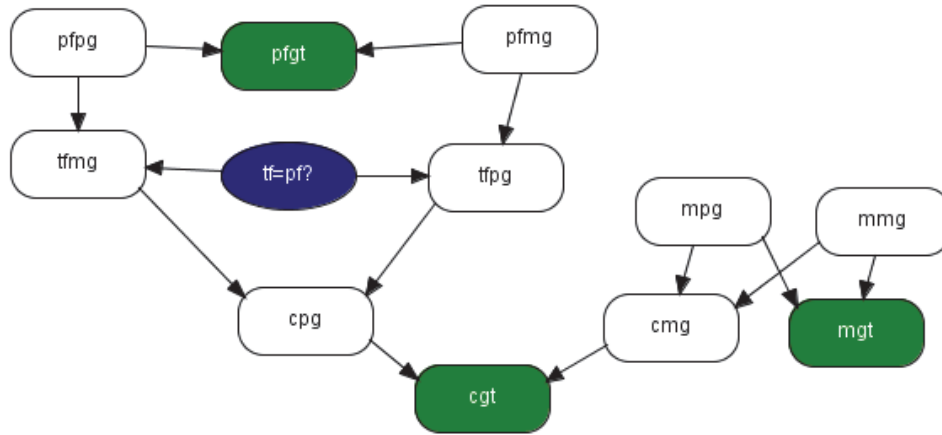 pfpg
pfgt
pfmg
tfmg
tf=pf?
tfpg
mpg
mmg
cpg
cmg
mgt
cgt